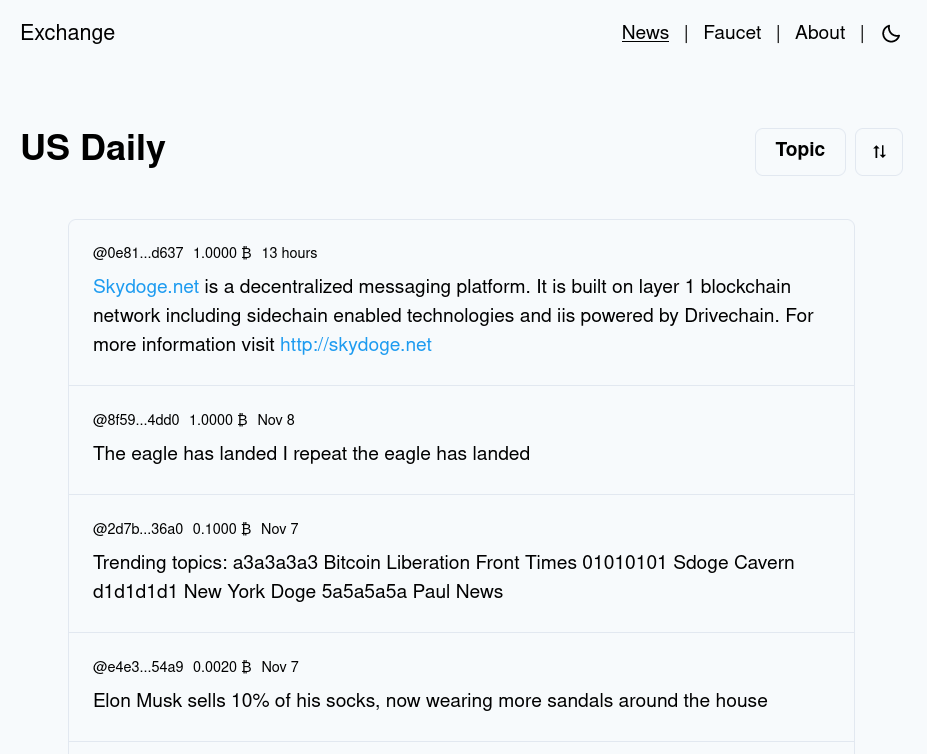 Exchange
News | Faucet | About |
US Daily
Topic
@0e81...d637 1.0000 ₿ 13 hours
Skydoge.net is a decentralized messaging platform. It is built on layer 1 blockchain
network including sidechain enabled technologies and iis powered by Drivechain. For
more information visit http://skydoge.net
@8f59...4dd0 1.0000 ₿ Nov 8
The eagle has landed I repeat the eagle has landed
@2d7b...36a0 0.1000 ₿ Nov 7
Trending topics: a3a3a3a3 Bitcoin Liberation Front Times 01010101 Sdoge Cavern
d1d1d1d1 New York Doge 5a5a5a5a Paul News
@e4e3...54a9 0.0020 ₿ Nov 7
Elon Musk sells 10% of his socks, now wearing more sandals around the house